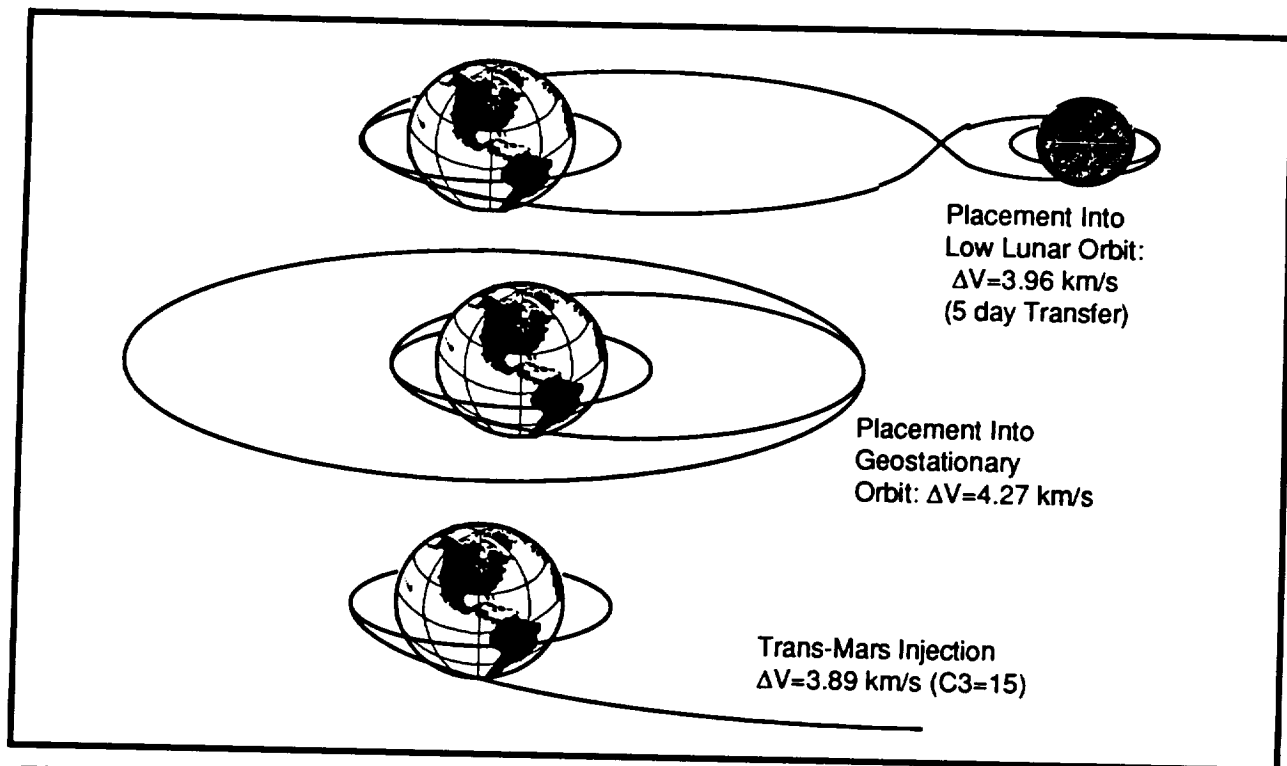 Placement Into
Low Lunar Orbit:
ΔV=3.96 km/s
(5 day Transfer)
Placement Into
Geostationary
Orbit: ΔV=4.27 km/s
Trans-Mars Injection
ΔV=3.89 km/s (C3=15)